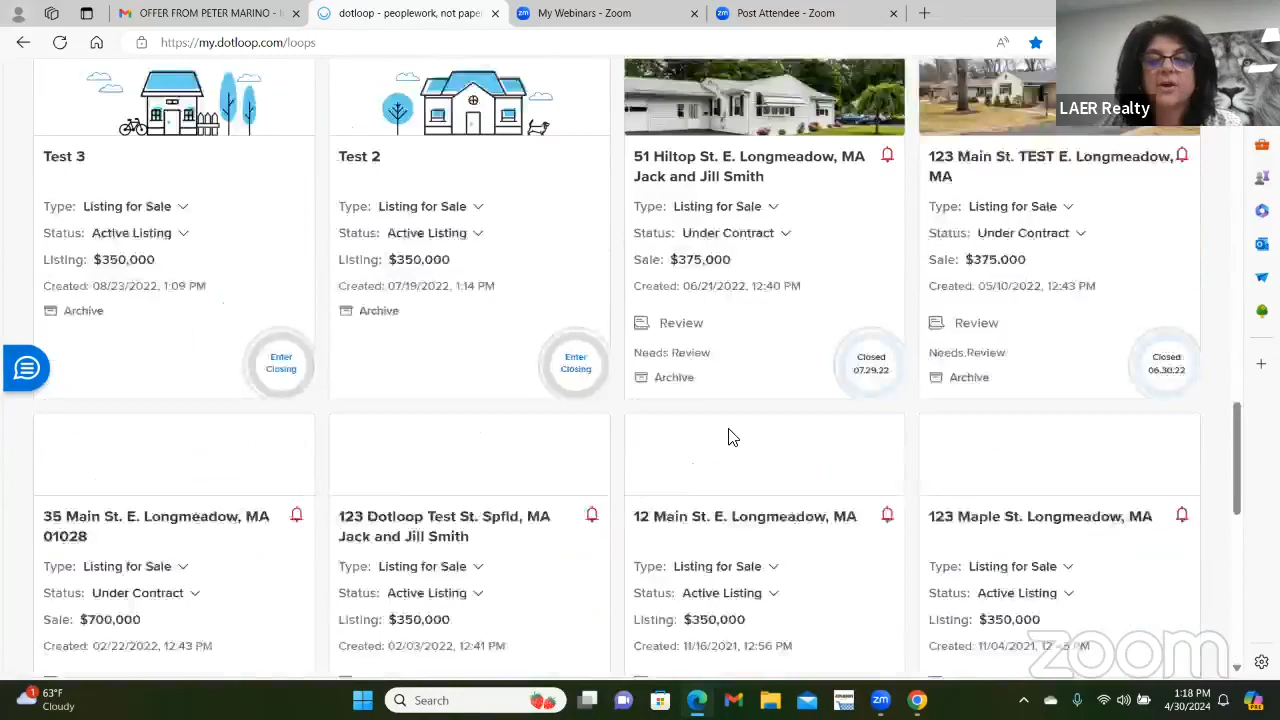 OFFER FROM PETER MARINO - l
dotloop - peoplework, not paper
My Webinars - Zoom
Post Attendee - Zoom
https://my.dotloop.com/loops
LAER Realty
Test 3
Type: Listing for Sale
Status: Active Listing
Listing: $350,000
Created: 08/23/2022, 1:09 PM
Archive
Enter
Closing
Test 2
Type: Listing for Sale
Status: Active Listing
Listing: $350,000
Created: 07/19/2022, 1:14 PM
Archive
Enter
Closing
51 Hiltop St. E. Longmeadow, MA
Jack and Jill Smith
Type: Listing for Sale
Status: Under Contract
Sale: $375,000
Created: 06/21/2022, 12:40 PM
Review
Needs Review
Archive
Closed
07.29.22
123 Main St. TEST E. Longmeadow,
MA
Type: Listing for Sale
Status: Under Contract
Sale: $375,000
Created: 05/10/2022, 12:43 PM
Review
Needs Review
Archive
Closed
06.30.22
35 Main St. E. Longmeadow, MA
01028
Type: Listing for Sale
Status: Under Contract
Sale: $700,000
Created: 02/22/2022, 12:43 PM
123 Dotloop Test St. Spfld, MA
Jack and Jill Smith
Type: Listing for Sale
Status: Active Listing
Listing: $350,000
Created: 02/03/2022, 12:41 PM
12 Main St. E. Longmeadow, MA
Type: Listing for Sale
Status: Active Listing
Listing: $350,000
Created: 11/16/2021, 12:56 PM
123 Maple St. Longmeadow, MA
Type: Listing for Sale
Status: Active Listing
Listing: $350,000
Created: 11/04/2021,
zoom
1
63°F
Cloudy
Search
1:18 PM
4/30/2024